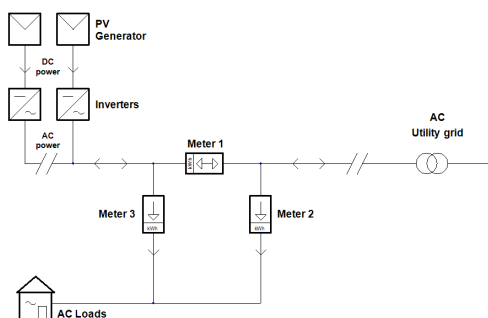 PV
Generator
DC
power
Inverters
AC
power
AC
Utility grid
Meter 1
kWh
Meter 3
kWh
Meter 2
kWh
AC Loads